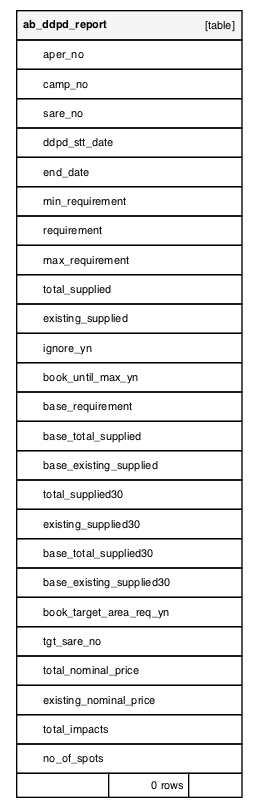 ab_ddpd_report [table]
aper_no
camp_no
sare_no
ddpd_stt_date
end_date
min_requirement
requirement
max_requirement
total_supplied
existing_supplied
ignore_yn
book_until_max_yn
base_requirement
base_total_supplied
base_existing_supplied
total_supplied30
existing_supplied30
base_total_supplied30
base_existing_supplied30
book_target_area_req_yn
tgt_sare_no
total_nominal_price
existing_nominal_price
total_impacts
no_of_spots
0 rows